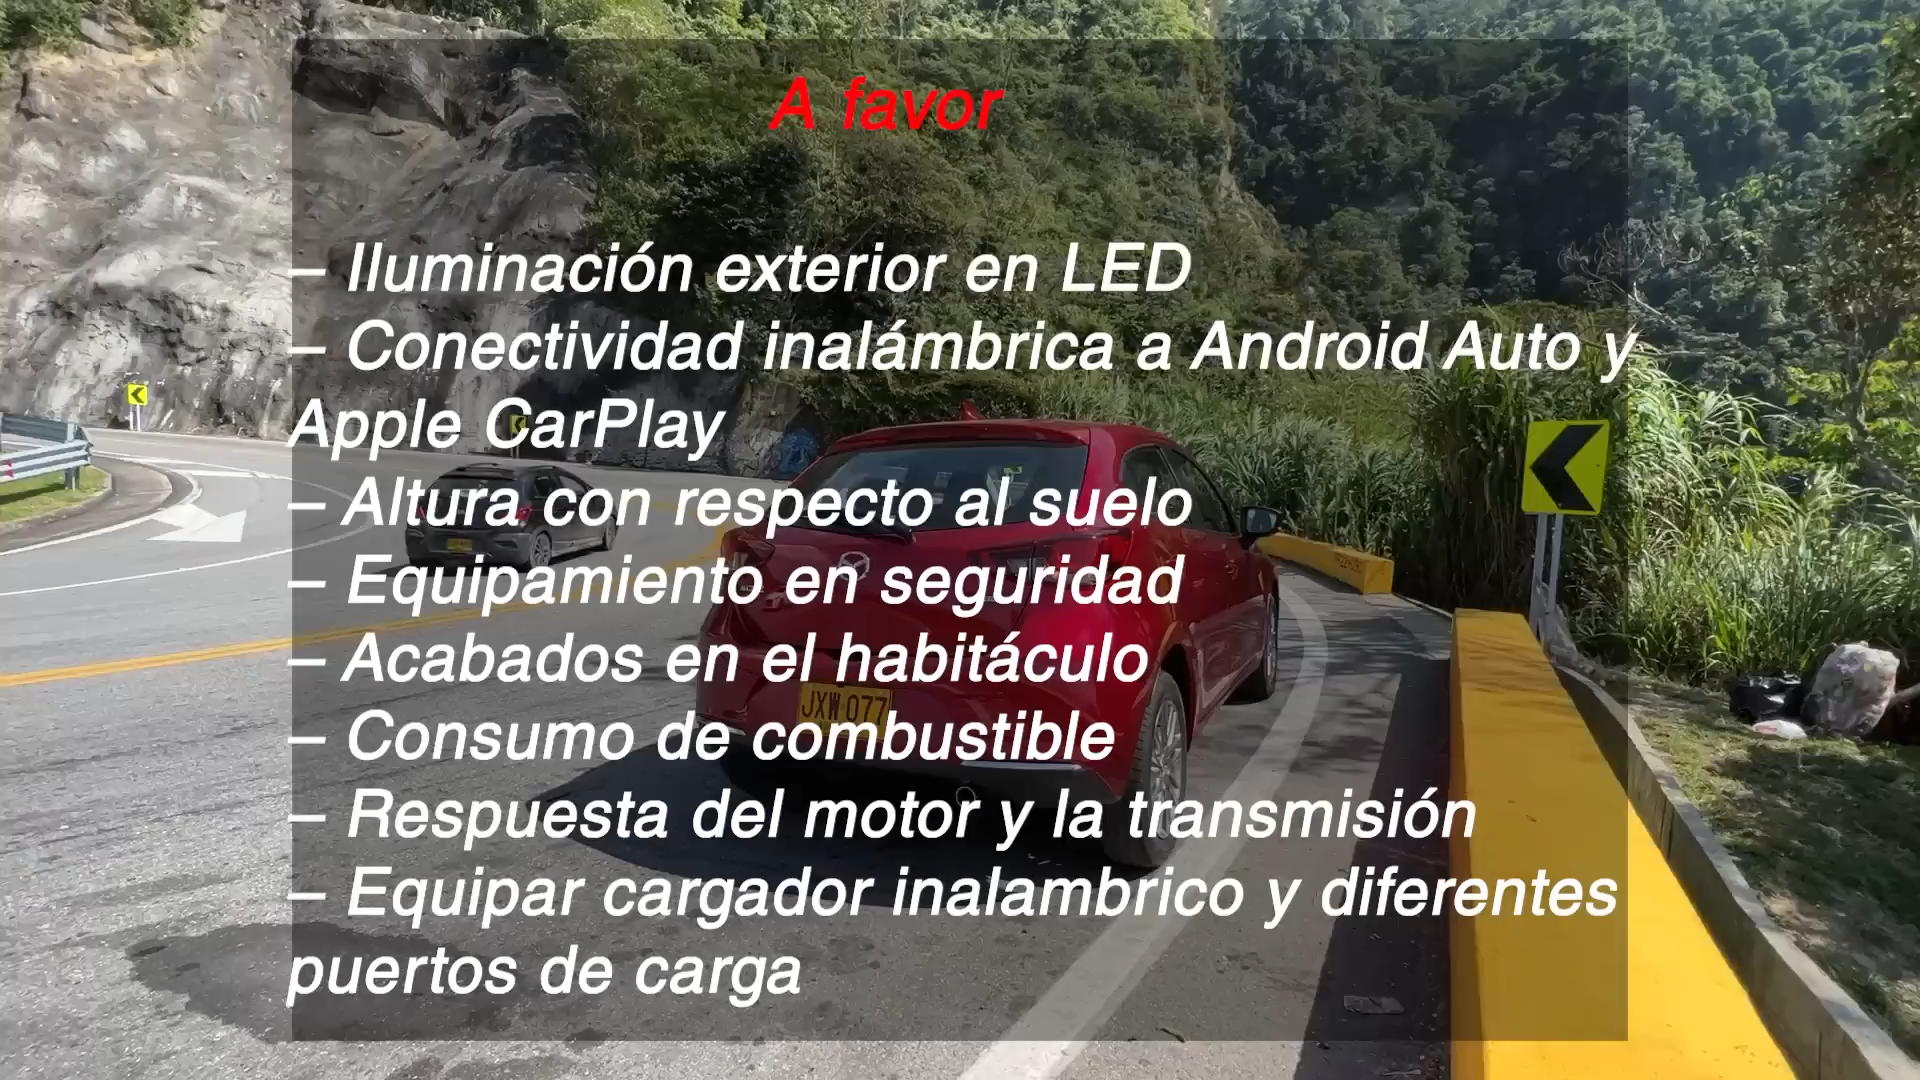 A favor
– Iluminación exterior en LED
– Conectividad inalámbrica a Android Auto y
Apple CarPlay
– Altura con respecto al suelo
– Equipamiento en seguridad
– Acabados en el habitáculo
– Consumo de combustible
– Respuesta del motor y la transmisión
– Equipar cargador inalambrico y diferentes
puertos de carga
JXW 077